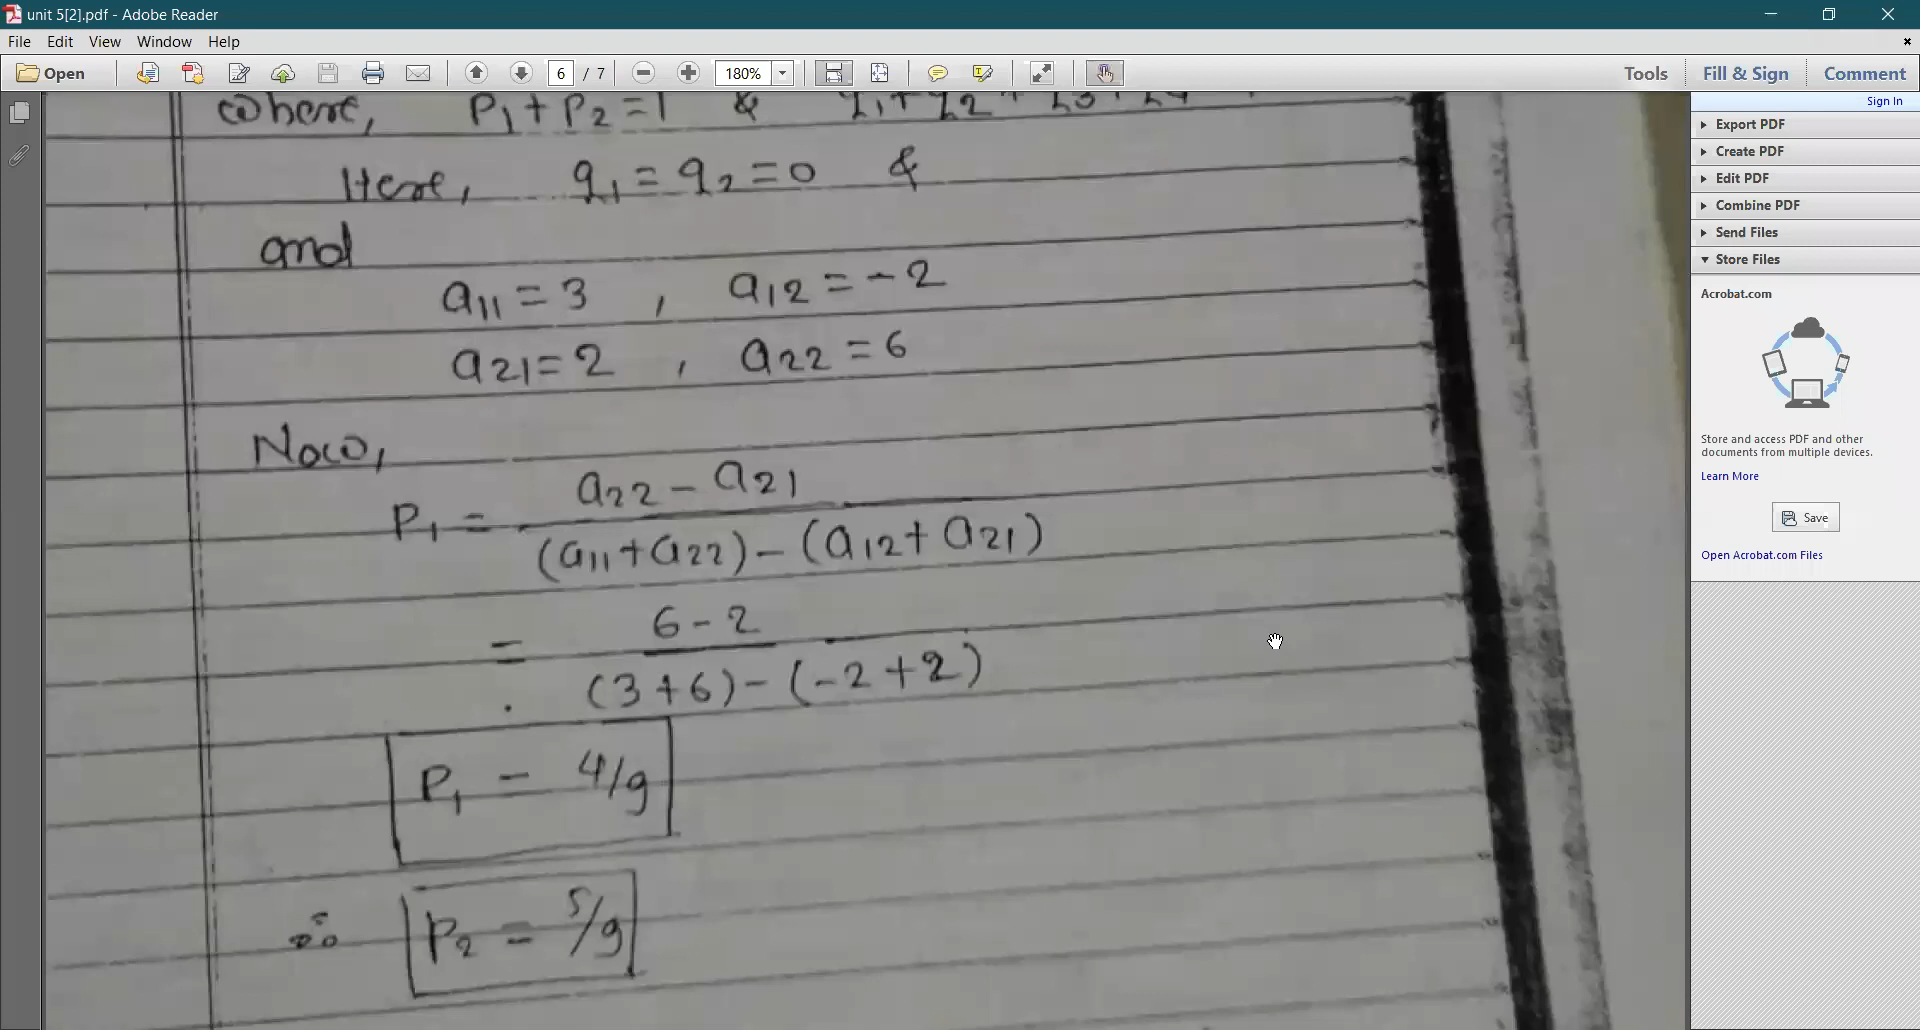 unit 5[2].pdf - Adobe Reader
File Edit View Window Help
Open 6 / 7 180% Tools Fill & Sign Comment
Sign In
Export PDF
Create PDF
Edit PDF
Combine PDF
Send Files
Store Files
Acrobat.com
Store and access PDF and other
documents from multiple devices.
Learn More
Save
Open Acrobat.com Files
where, P1 + P2 = 1 &
Here, q1 = q2 = 0 &
and
a11 = 3 , a12 = -2
a21 = 2 , a22 = 6
Now,
P1 = a22 - a21
(a11 + a22) - (a12 + a21)
= 6 - 2
(3 + 6) - (-2 + 2)
P1 = 4/9
∴ P2 = 5/9